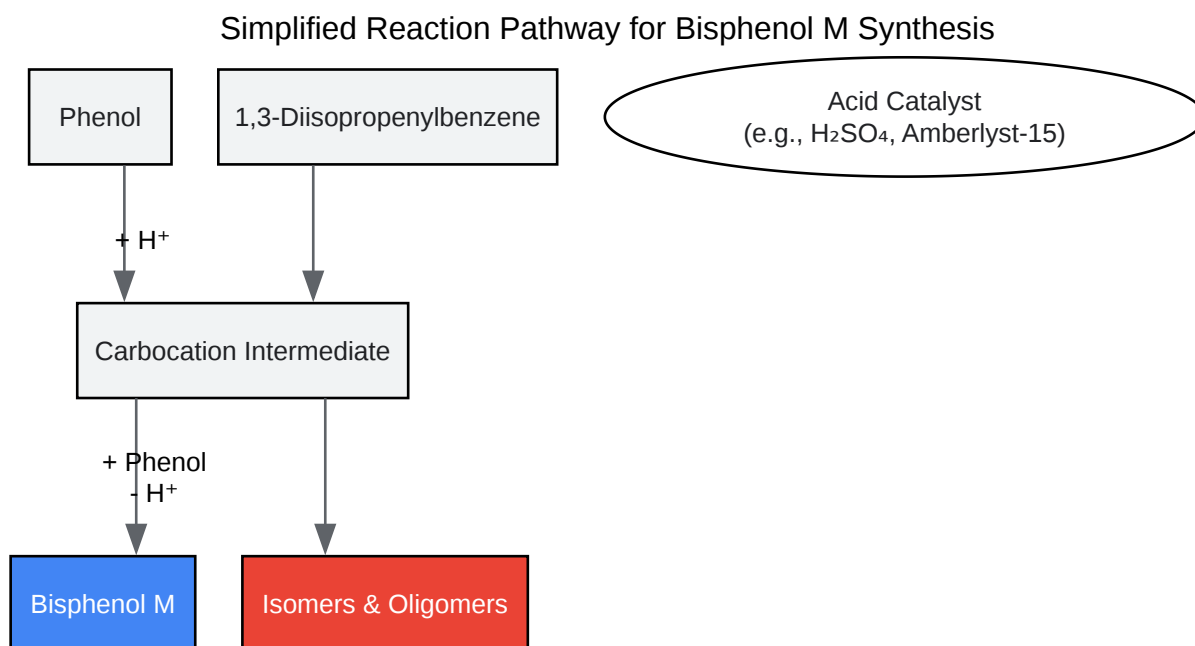 Simplified Reaction Pathway for Bisphenol M Synthesis
Phenol
1,3-Diisopropenylbenzene
Acid Catalyst
(e.g., H₂SO₄, Amberlyst-15)
+ H⁺
Carbocation Intermediate
+ Phenol
- H⁺
Bisphenol M
Isomers & Oligomers